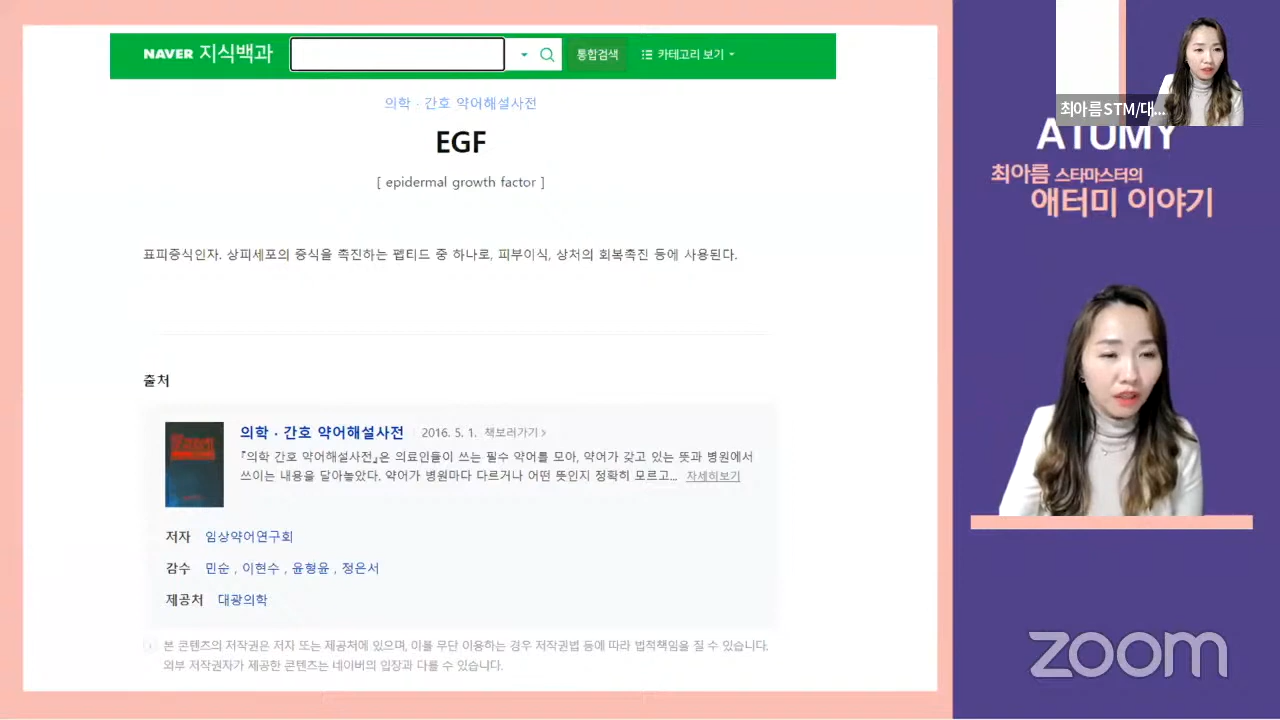 NAVER 지식백과 통합검색 카테고리 보기
의학 · 간호 약어해설사전
EGF
[ epidermal growth factor ]
표피증식인자. 상피세포의 증식을 촉진하는 펩티드 중 하나로, 피부이식, 상처의 회복촉진 등에 사용된다.
출처
의학 · 간호 약어해설사전 2016. 5. 1. 책보러가기 >
『의학 간호 약어해설사전』은 의료인들이 쓰는 필수 약어를 모아, 약어가 갖고 있는 뜻과 병원에서
쓰이는 내용을 달아놓았다. 약어가 병원마다 다르거나 어떤 뜻인지 정확히 모르고... 자세히보기
저자 임상약어연구회
감수 민순 , 이현수 , 윤형윤 , 정은서
제공처 대광의학
본 콘텐츠의 저작권은 저자 또는 제공처에 있으며, 이를 무단 이용하는 경우 저작권법 등에 따라 법적책임을 질 수 있습니다.
외부 저작권자가 제공한 콘텐츠는 네이버의 입장과 다를 수 있습니다.
최아름STM/대...
ATOMY
최아름 스타마스터의
애터미 이야기
zoom